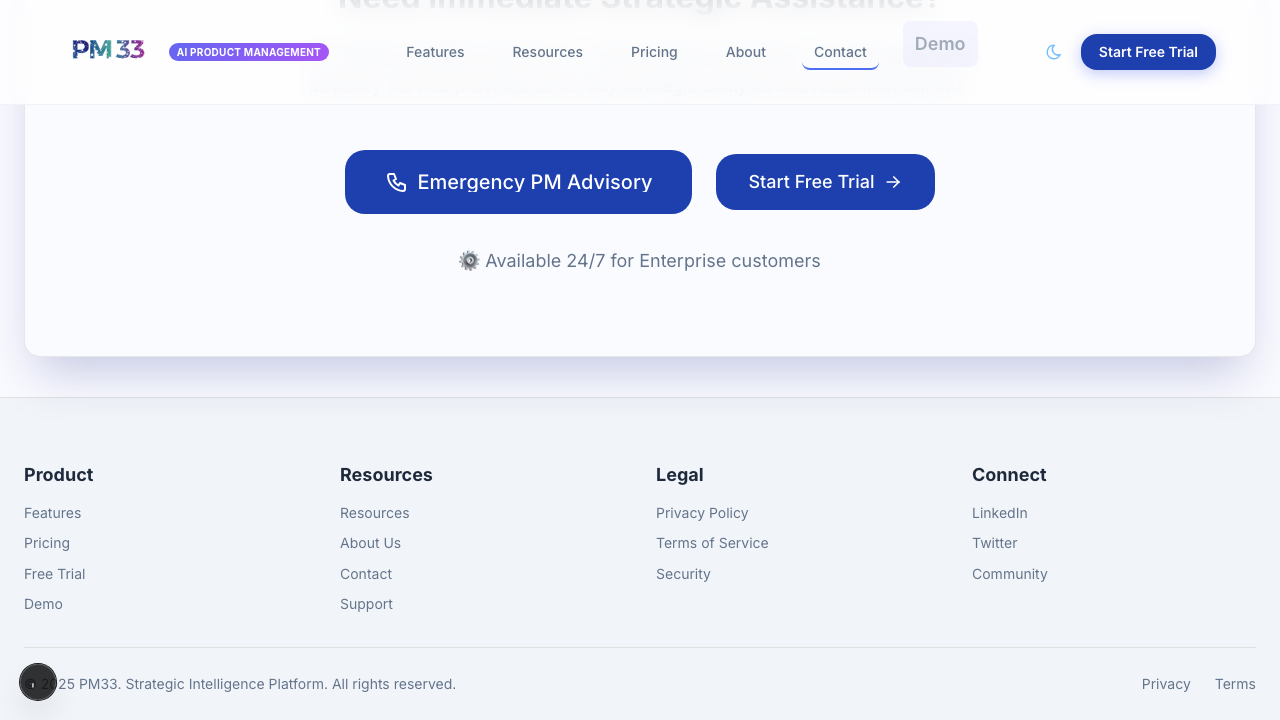 Need Immediate Strategic Assistance?
PM33
AI PRODUCT MANAGEMENT
Features
Resources
Pricing
About
Contact
Demo
Start Free Trial
Emergency PM Advisory
Start Free Trial
Available 24/7 for Enterprise customers
Product
Resources
Legal
Connect
Features
Resources
Privacy Policy
LinkedIn
Pricing
About Us
Terms of Service
Twitter
Free Trial
Contact
Security
Community
Demo
Support
© 2025 PM33. Strategic Intelligence Platform. All rights reserved.
Privacy
Terms